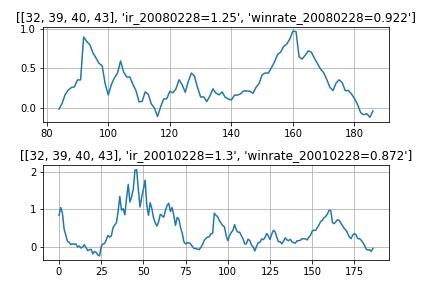 [[32, 39, 40, 43], 'ir_20080228=1.25', 'winrate_20080228=0.922']
1.0
0.5
0.0
80 100 120 140 160 180
[[32, 39, 40, 43], 'ir_20010228=1.3', 'winrate_20010228=0.872']
2
1
0
0 25 50 75 100 125 150 175